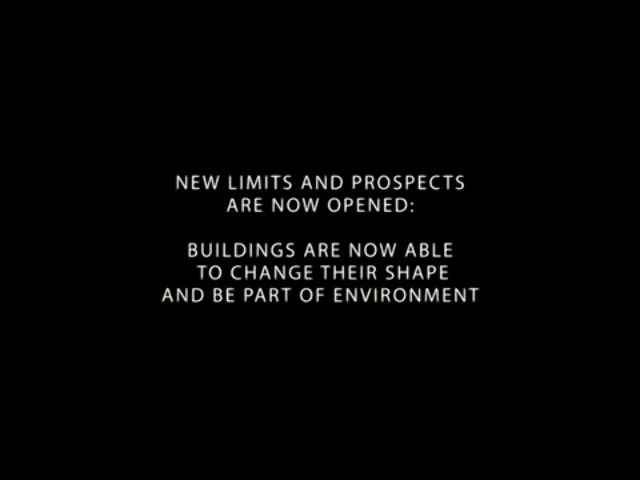 NEW LIMITS AND PROSPECTS
ARE NOW OPENED:
BUILDINGS ARE NOW ABLE
TO CHANGE THEIR SHAPE
AND BE PART OF ENVIRONMENT